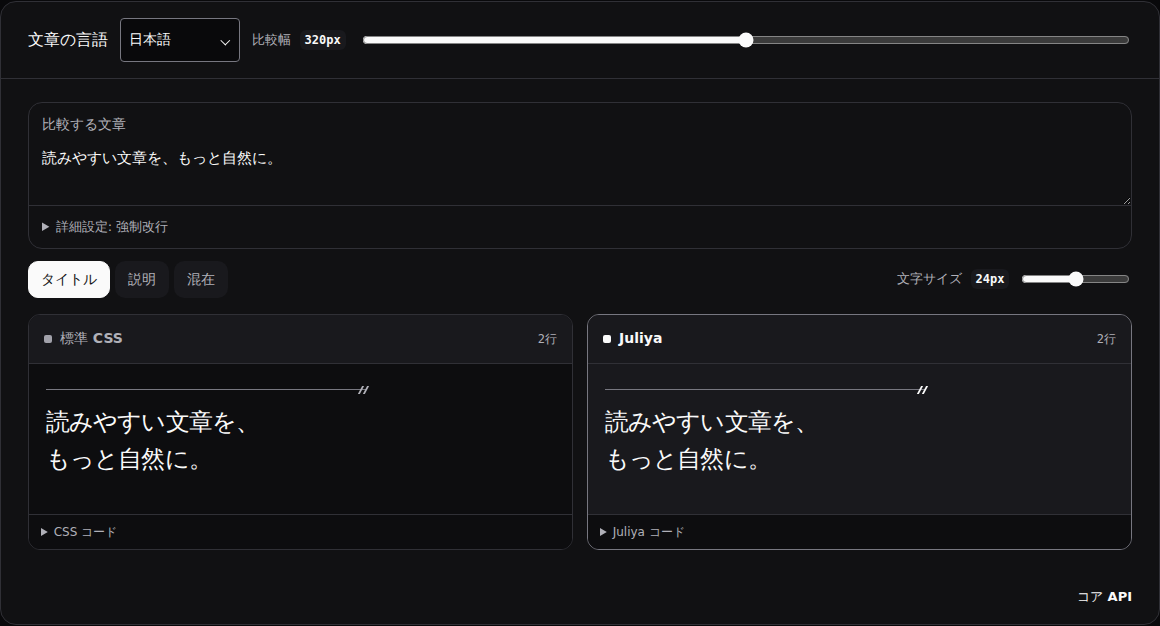 文章の言語 日本語 比較幅 320px
比較する文章
読みやすい文章を、もっと自然に。
詳細設定: 強制改行
タイトル 説明 混在 文字サイズ 24px
標準 CSS 2行
読みやすい文章を、
もっと自然に。
CSS コード
Juliya 2行
読みやすい文章を、
もっと自然に。
Juliya コード
コア API